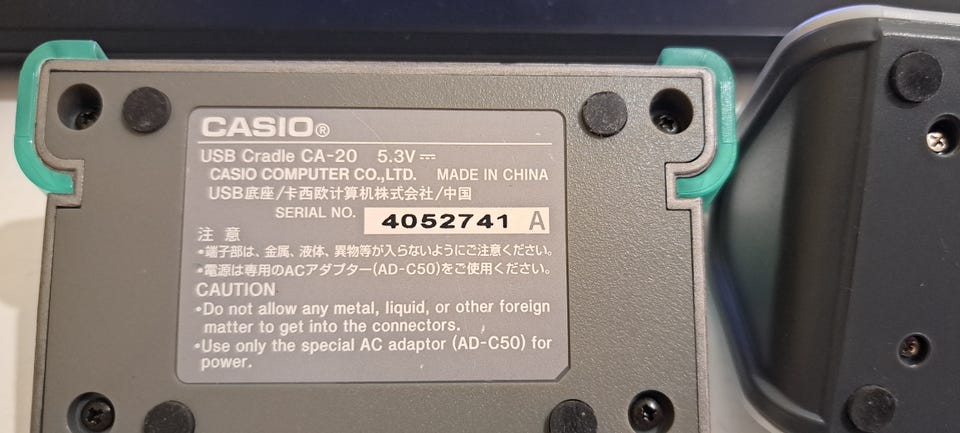 CASIO®
USB Cradle CA-20 5.3V ⎓
CASIO COMPUTER CO.,LTD. MADE IN CHINA
USB底座/卡西欧计算机株式会社/中国
SERIAL NO. 4052741 A
注意
•端子部は、金属、液体、異物等が入らないようにご注意ください。
•電源は専用のACアダプター(AD-C50)をご使用ください。
CAUTION
•Do not allow any metal, liquid, or other foreign
matter to get into the connectors.
•Use only the special AC adaptor (AD-C50) for
power.